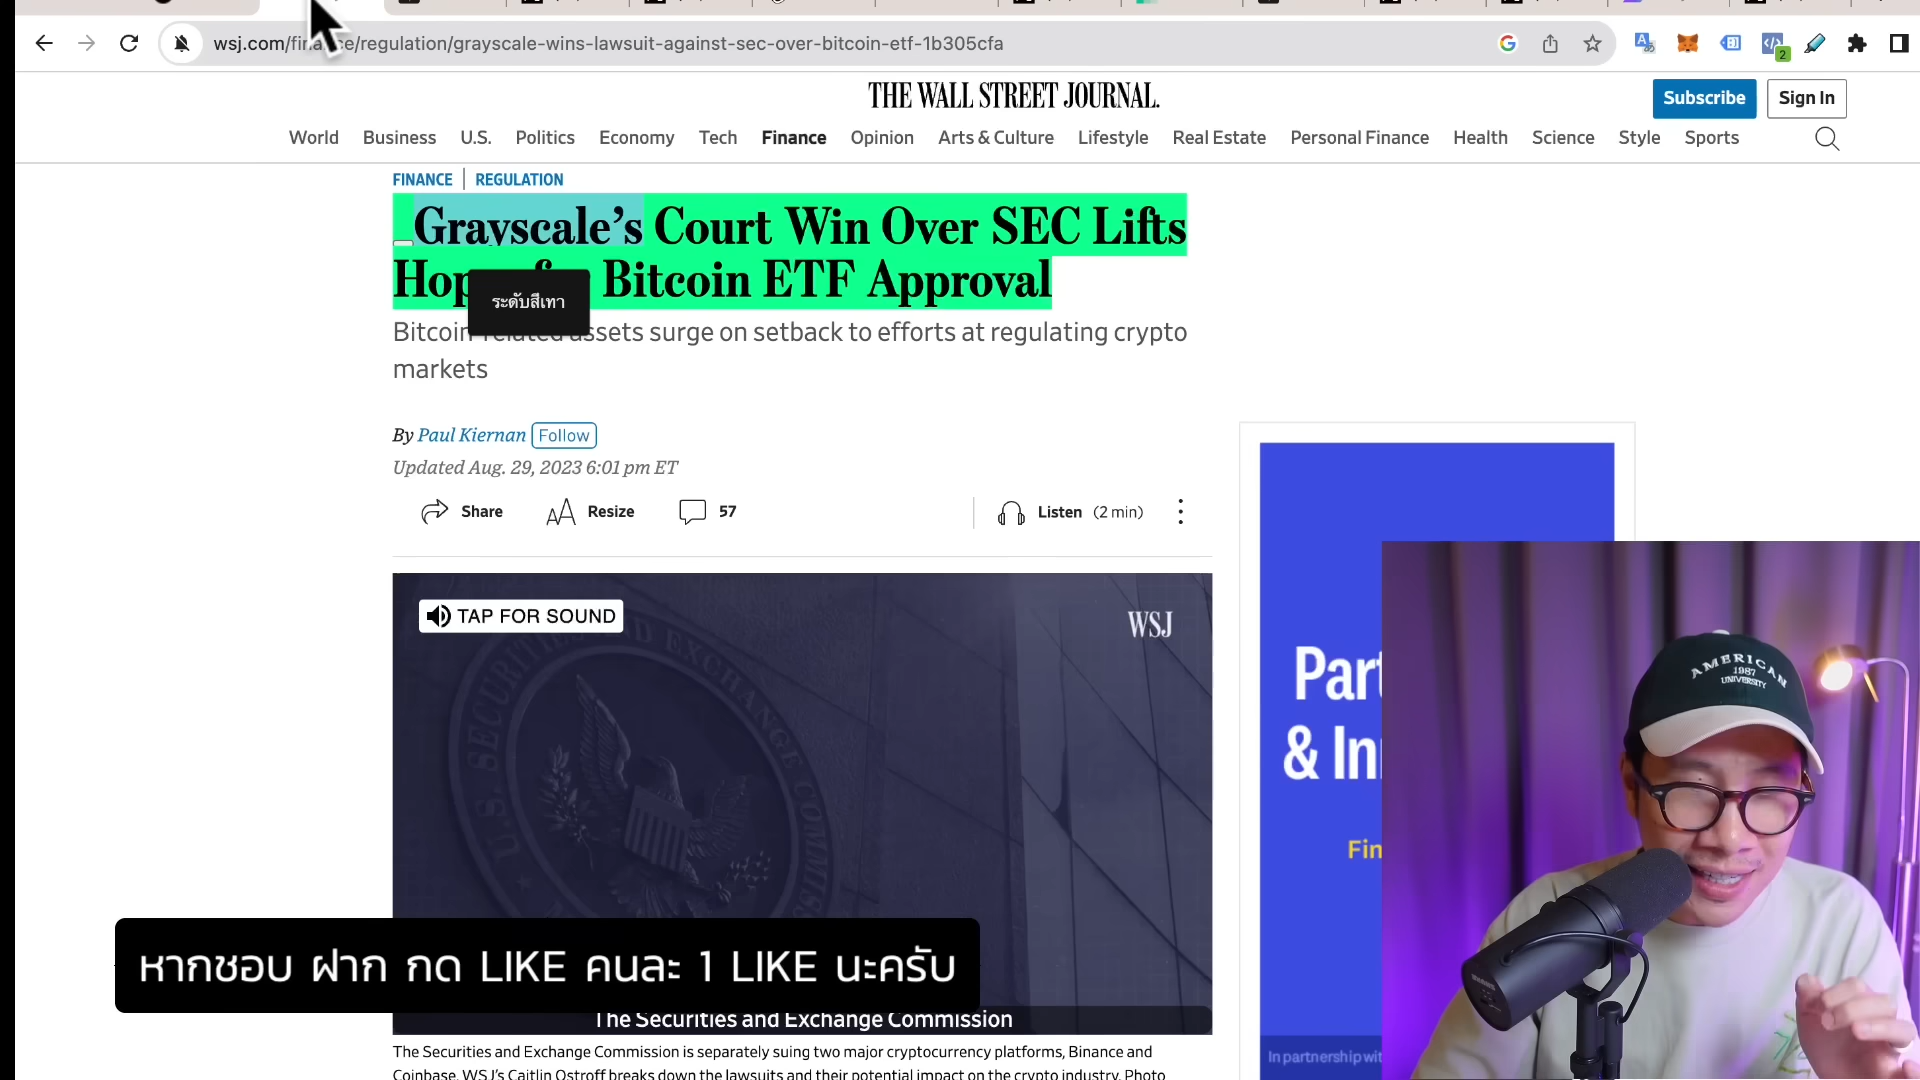 wsj.com/finance/regulation/grayscale-wins-lawsuit-against-sec-over-bitcoin-etf-1b305cfa
2
THE WALL STREET JOURNAL.
Subscribe
Sign In
World Business U.S. Politics Economy Tech Finance Opinion Arts & Culture Lifestyle Real Estate Personal Finance Health Science Style Sports
FINANCE | REGULATION
Grayscale's Court Win Over SEC Lifts
Bitcoin ETF Approval
ระดับสีเทา
Bitcoin related assets surge on setback to efforts at regulating crypto
markets
By Paul Kiernan Follow
Updated Aug. 29, 2023 6:01 pm ET
Share Resize 57 Listen (2 min)
TAP FOR SOUND
WSJ
Part
& In
Fin
In partnership wit
AMERICAN
1987
UNIVERSITY
หากชอบ ฝาก กด LIKE คนละ 1 LIKE นะครับ
The Securities and Exchange Commission
The Securities and Exchange Commission is separately suing two major cryptocurrency platforms, Binance and
Coinbase. WSJ's Caitlin Ostroff breaks down the lawsuits and their potential impact on the crypto industry. Photo